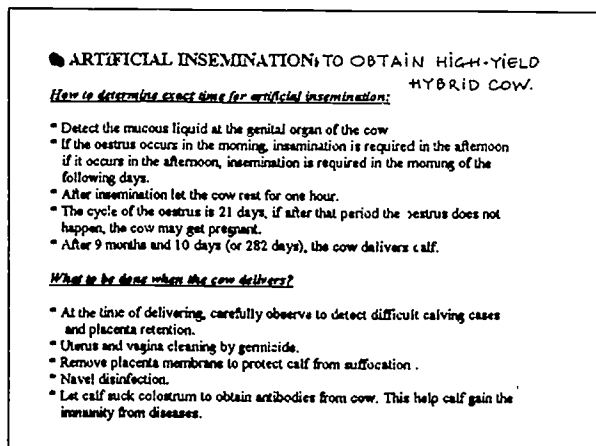 ● ARTIFICIAL INSEMINATION: TO OBTAIN HIGH-YIELD
HYBRID COW.
How to determine exact time for artificial insemination:
* Detect the mucous liquid at the genital organ of the cow
* If the oestrus occurs in the morning, insemination is required in the afternoon
if it occurs in the afternoon, insemination is required in the morning of the
following days.
* After insemination let the cow rest for one hour.
* The cycle of the oestrus is 21 days, if after that period the oestrus does not
happen, the cow may get pregnant.
* After 9 months and 10 days (or 282 days), the cow delivers calf.
What to be done when the cow delivers?
* At the time of delivering, carefully observe to detect difficult calving cases
and placenta retention.
* Uterus and vagina cleaning by germicide.
* Remove placenta membrane to protect calf from suffocation .
* Navel disinfection.
* Let calf suck colostrum to obtain antibodies from cow. This help calf gain the
immunity from diseases.